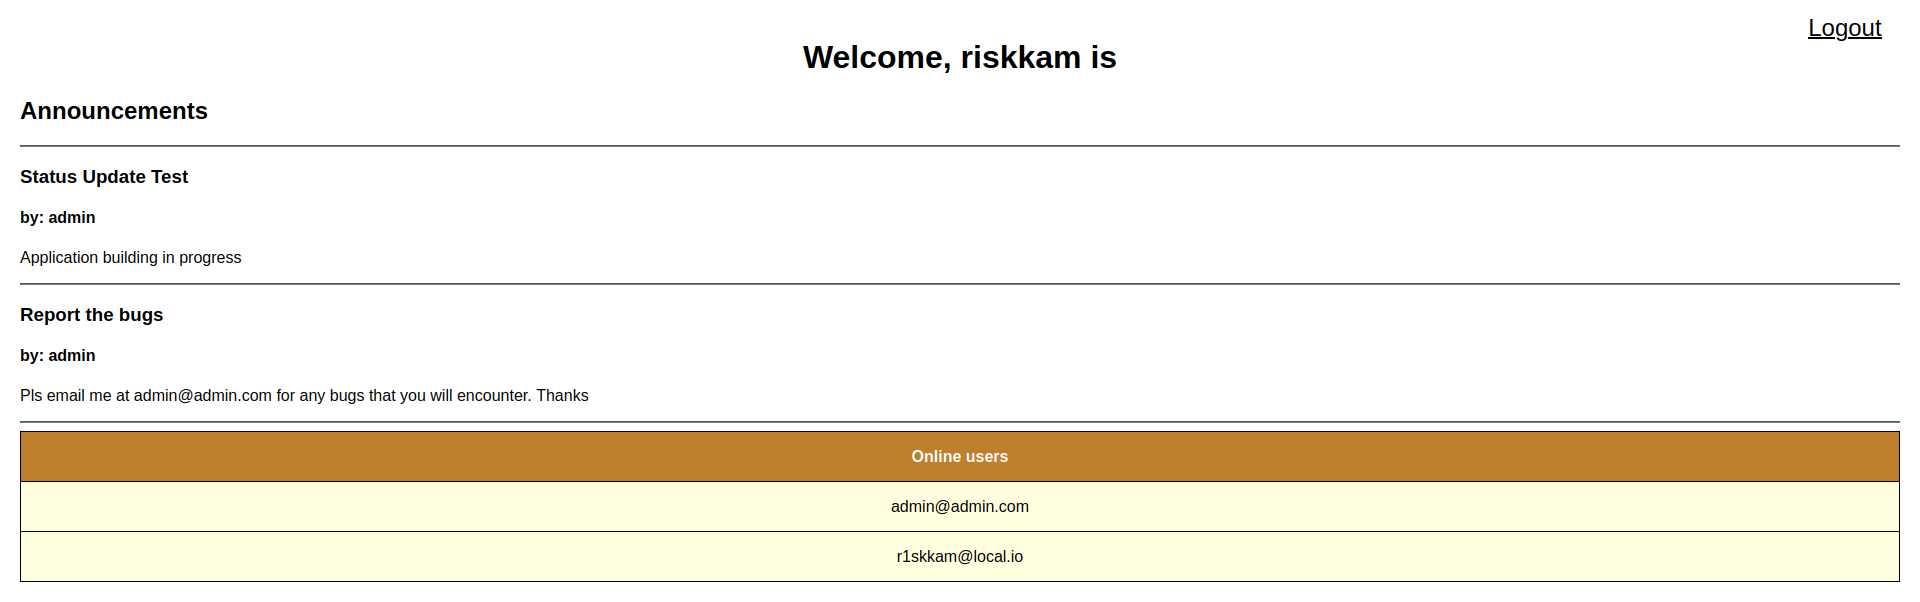 Logout
Welcome, riskkam is
Announcements
Status Update Test
by: admin
Application building in progress
Report the bugs
by: admin
Pls email me at admin@admin.com for any bugs that you will encounter. Thanks
Online users
admin@admin.com
r1skkam@local.io